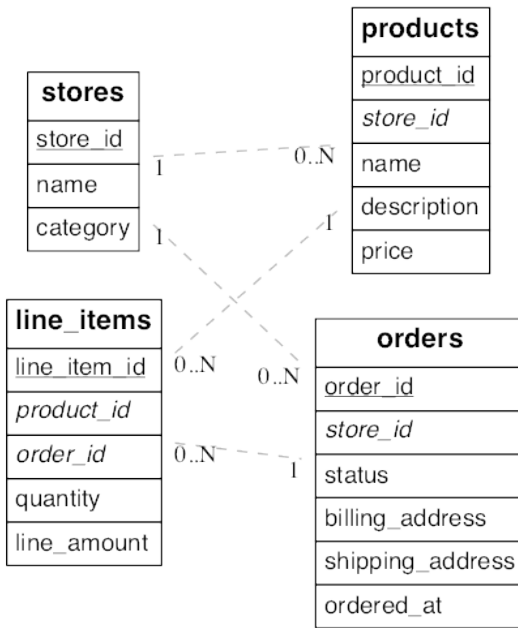 stores
store_id
name
category
products
product_id
store_id
name
description
price
1
0..N
1
1
line_items
line_item_id
product_id
order_id
quantity
line_amount
0..N
0..N
0..N
1
orders
order_id
store_id
status
billing_address
shipping_address
ordered_at